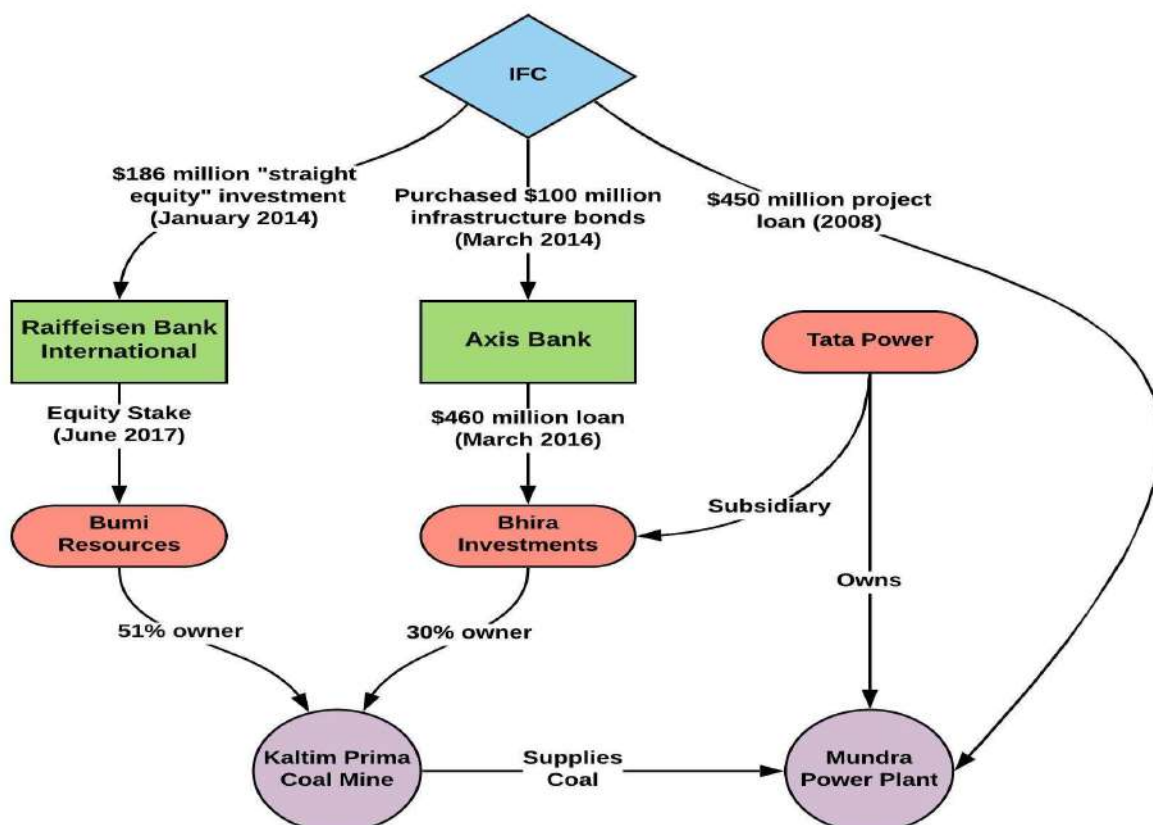 IFC
$186 million "straight
equity" investment
(January 2014)
Purchased $100 million
infrastructure bonds
(March 2014)
$450 million project
loan (2008)
Raiffeisen Bank
International
Axis Bank
Tata Power
Equity Stake
(June 2017)
$460 million loan
(March 2016)
Subsidiary
Bumi
Resources
Bhira
Investments
Owns
51% owner
30% owner
Kaltim Prima
Coal Mine
Supplies
Coal
Mundra
Power Plant